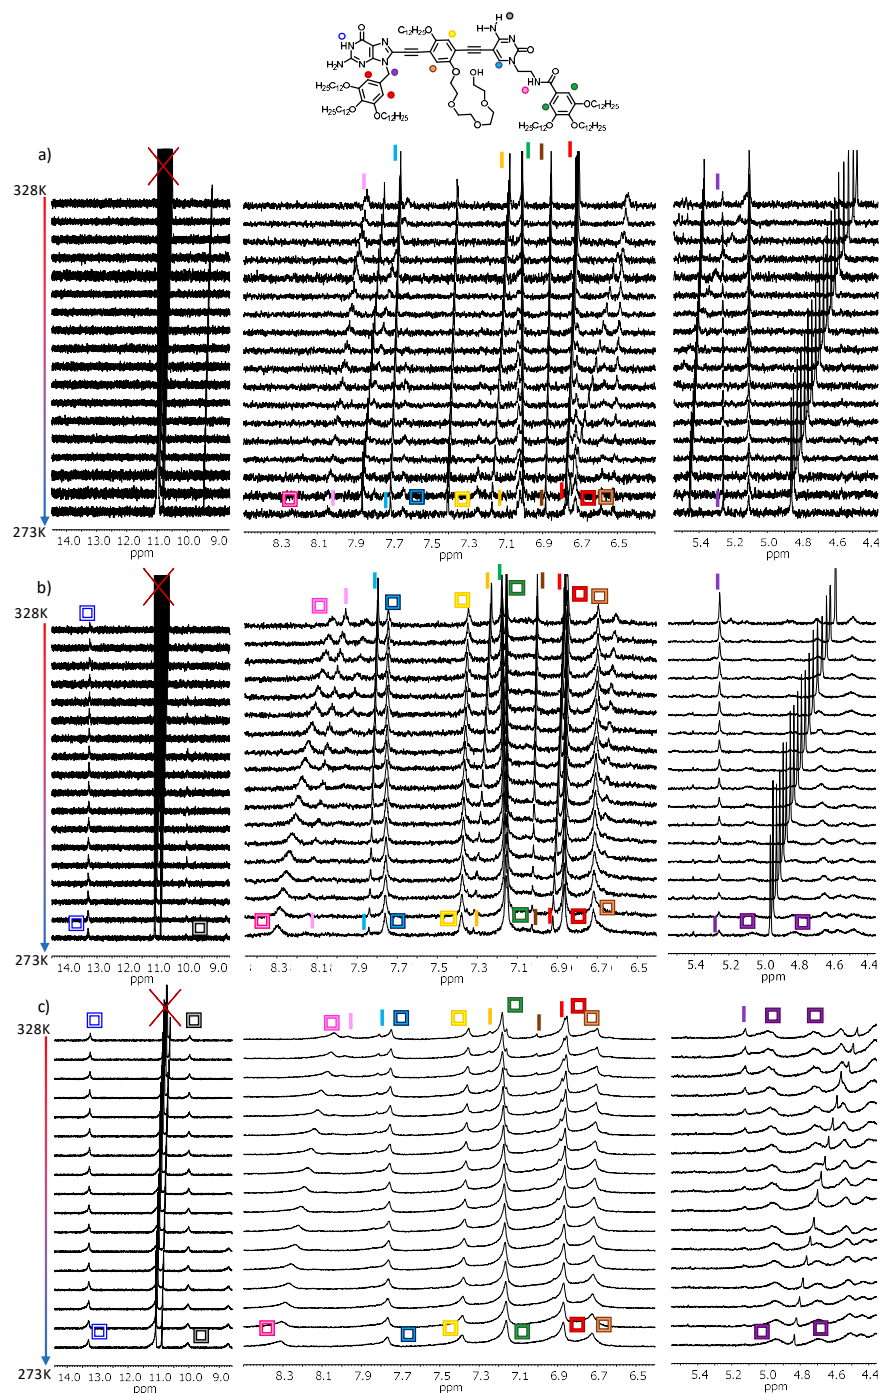 C₁₂H₂₅O
H
N
H
O
HN
N
H₂N
N
N
N
N
O
O
OH
O
O
O
O
NH
O
H₂₅C₁₂O
H₂₅C₁₂O
OC₁₂H₂₅
OC₁₂H₂₅
H₂₅C₁₂O
OC₁₂H₂₅
a)
328K
273K
14.0 13.0 12.0 11.0 10.0 9.0
ppm
8.3 8.1 7.9 7.7 7.5 7.3 7.1 6.9 6.7 6.5
ppm
5.4 5.2 5.0 4.8 4.6 4.4
ppm
b)
328K
273K
14.0 13.0 12.0 11.0 10.0 9.0
ppm
8.3 8.1 7.9 7.7 7.5 7.3 7.1 6.9 6.7 6.5
ppm
5.4 5.2 5.0 4.8 4.6 4.4
ppm
c)
328K
273K
14.0 13.0 12.0 11.0 10.0 9.0
ppm
8.3 8.1 7.9 7.7 7.5 7.3 7.1 6.9 6.7 6.5
ppm
5.4 5.2 5.0 4.8 4.6 4.4
ppm